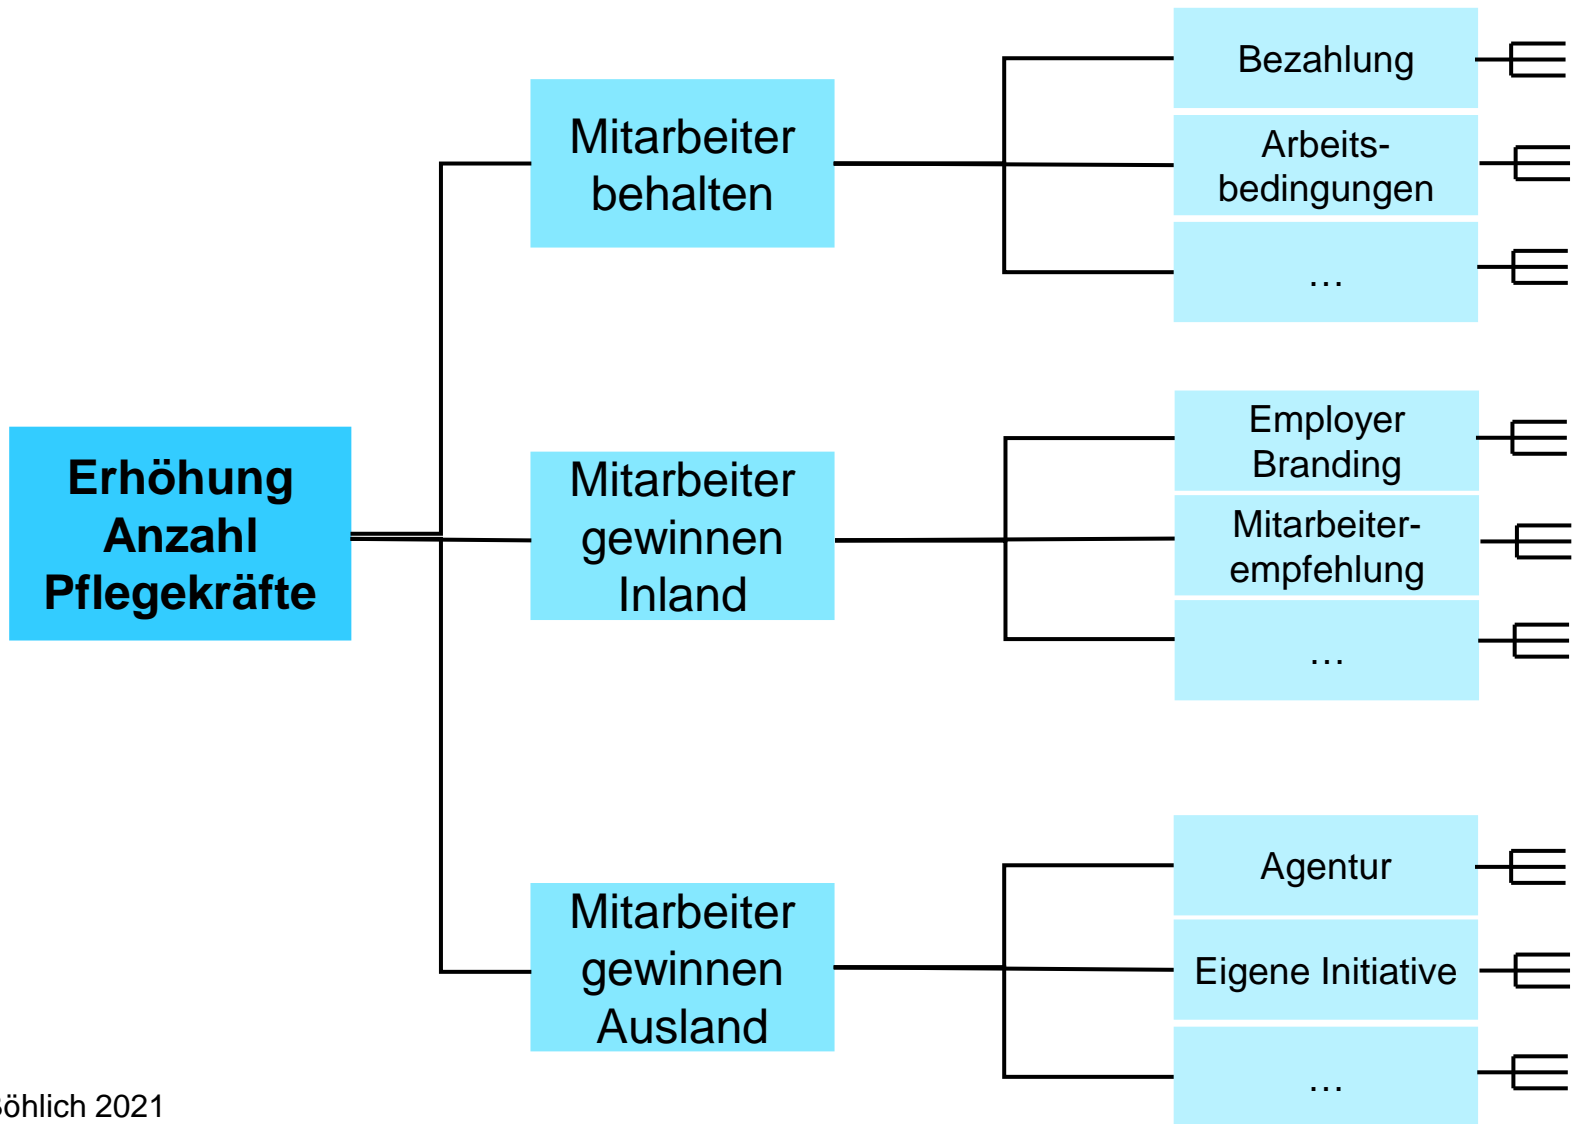 Bezahlung
Mitarbeiter
behalten
Arbeits-
bedingungen
…
Erhöhung
Anzahl
Pflegekräfte
Mitarbeiter
gewinnen
Inland
Employer
Branding
Mitarbeiter-
empfehlung
…
Mitarbeiter
gewinnen
Ausland
Agentur
Eigene Initiative
…
2021